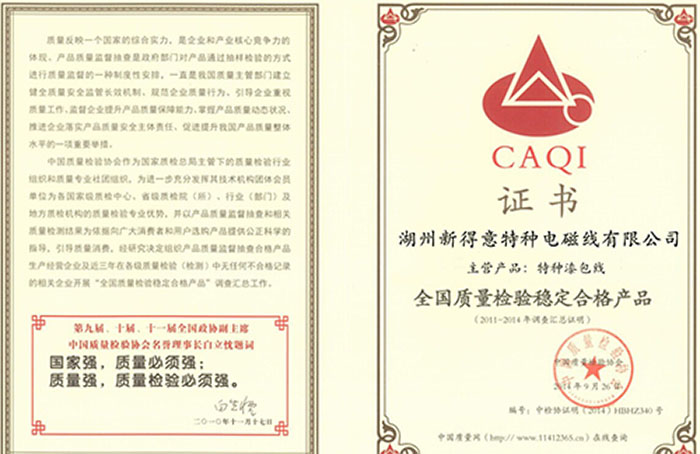 质量反映一个国家的综合实力，是企业和产业核心竞争力的
体现。产品质量监督抽查是政府部门对产品通过抽样检验的方式
进行质量监督的一种制度性安排，一直是我国质量主管部门建立
健全质量安全监管长效机制、规范企业质量行为、引导企业重视
质量工作、监督企业提升产品质量保障能力、掌握产品质量动态状况、
推进企业落实产品质量安全主体责任、促进提升我国产品质量整体
水平的一项重要举措。
中国质量检验协会作为国家质检总局主管下的质量检验行业
组织和质量专业社团组织，为进一步充分发挥其技术机构团体会员
单位为各国家级质检中心、省级质检院（所）、行业（部门）及
地方质检机构的质量检验专业优势，并以产品质量监督抽查和相关
质量检测结果为依据向广大消费者和用户选购产品提供公正科学的
指导，引导质量消费，经研究决定组织产品质量监督抽查合格产品
生产经营企业及近三年在各级质量检验（检测）中无任何不合格记录
的相关企业开展“全国质量检验稳定合格产品”调查汇总工作。
第九届、十届、十一届全国政协副主席
中国质量检验协会名誉理事长白立忱题词
国家强，质量必须强；
质量强，质量检验必须强。
白立忱
二〇一〇年十一月十七日
CAQI
证书
湖州新得意特种电磁线有限公司
主营产品：特种漆包线
全国质量检验稳定合格产品
(2011-2014年调查汇总证明)
中国质量检验协会
2014年9月26日
编号：中检协证明（2014）HBHZ340号
中国质量网（http://www.11412365.cn）在线查询